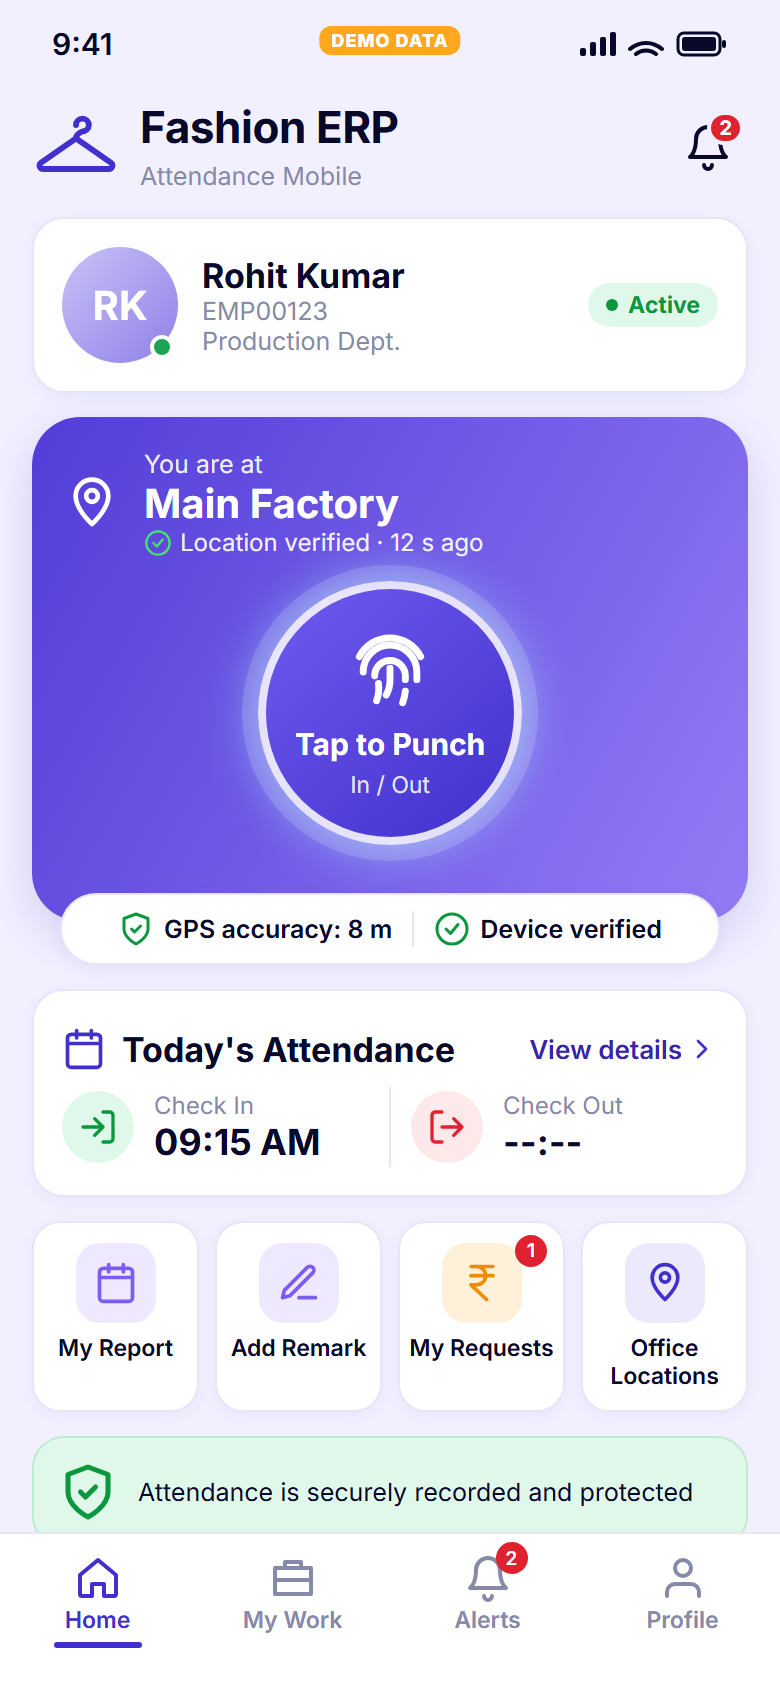 9:41
DEMO DATA
Fashion ERP
2
Attendance Mobile
RK
Rohit Kumar
EMP00123
Production Dept.
Active
You are at
Main Factory
Location verified · 12 s ago
Tap to Punch
In / Out
GPS accuracy: 8 m
Device verified
Today's Attendance
View details
Check In
09:15 AM
Check Out
--:--
My Report
Add Remark
1
₹
My Requests
Office
Locations
Attendance is securely recorded and protected
Home
My Work
2
Alerts
Profile